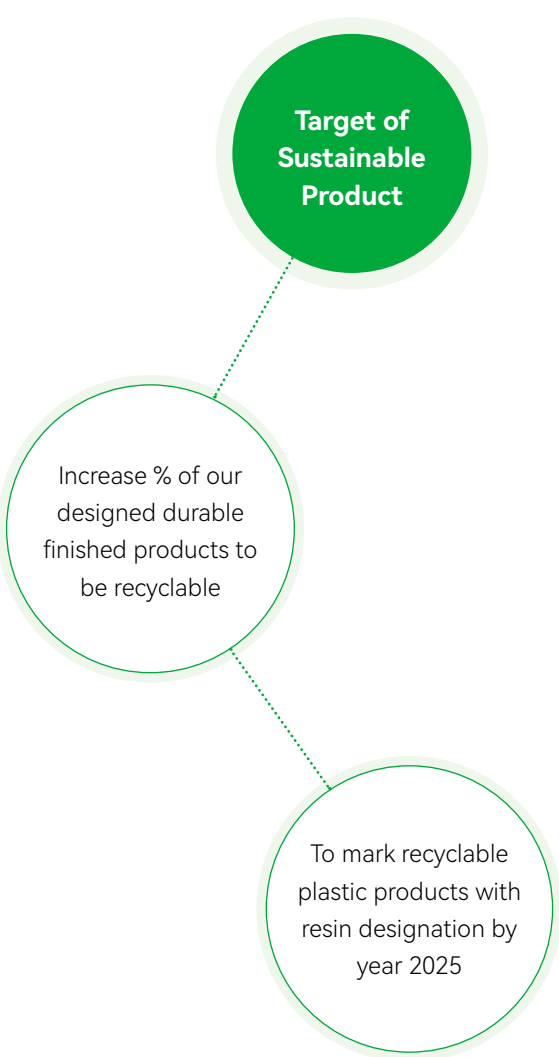 Target of
Sustainable
Product
Increase % of our
designed durable
finished products to
be recyclable
To mark recyclable
plastic products with
resin designation by
year 2025